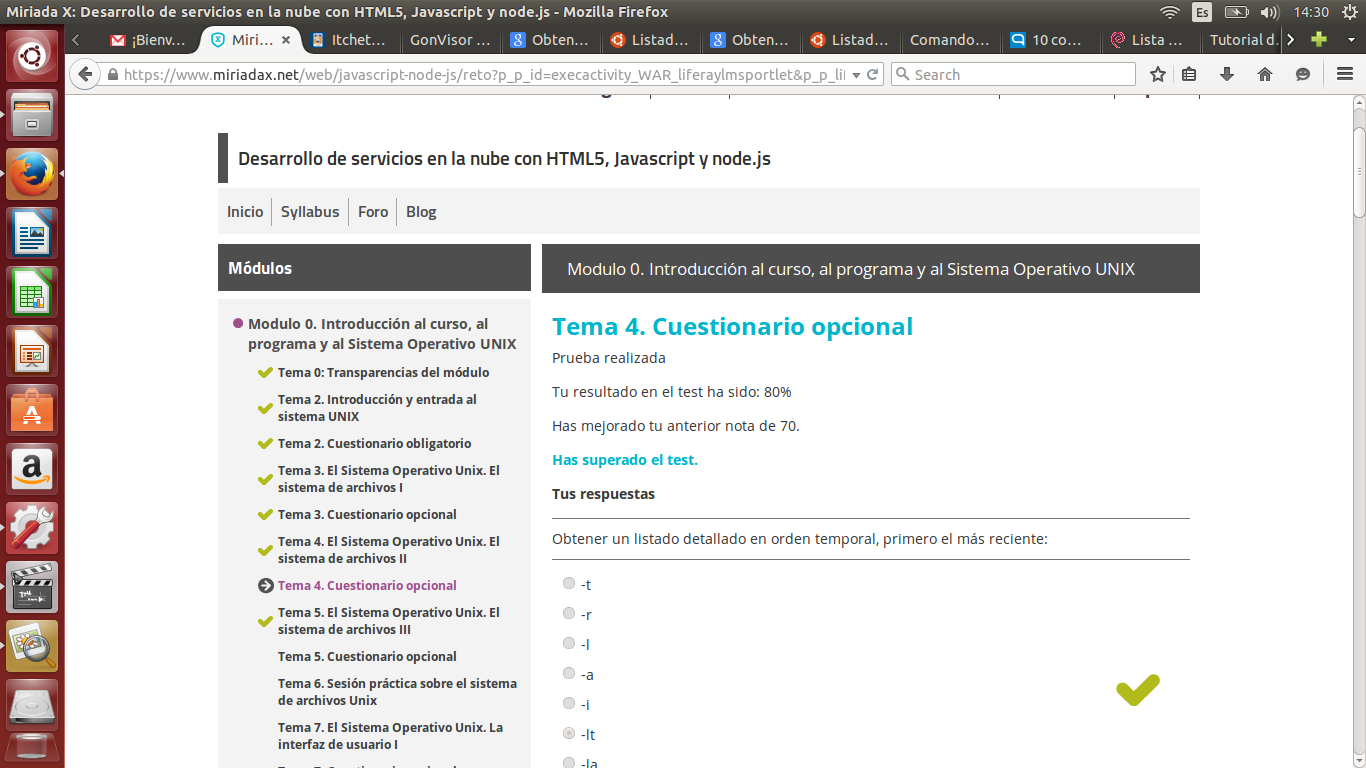 Miriada X: Desarrollo de servicios en la nube con HTML5, Javascript y node.js - Mozilla Firefox
Es
14:30
¡Bienv...
Miri...
Itchet...
GonVisor ...
Obten...
Listad...
Obten...
Listad...
Comando...
10 co...
Lista ...
Tutorial d.
https://www.miriadax.net/web/javascript-node-js/reto?p_p_id=execactivity_WAR_liferaylmsportlet&p_p_li
Search
Desarrollo de servicios en la nube con HTML5, Javascript y node.js
Inicio
Syllabus
Foro
Blog
Módulos
Modulo 0. Introducción al curso, al
programa y al Sistema Operativo UNIX
Tema 0: Transparencias del módulo
Tema 2. Introducción y entrada al
sistema UNIX
Tema 2. Cuestionario obligatorio
Tema 3. El Sistema Operativo Unix. El
sistema de archivos I
Tema 3. Cuestionario opcional
Tema 4. El Sistema Operativo Unix. El
sistema de archivos II
Tema 4. Cuestionario opcional
Tema 5. El Sistema Operativo Unix. El
sistema de archivos III
Tema 5. Cuestionario opcional
Tema 6. Sesión práctica sobre el sistema
de archivos Unix
Tema 7. El Sistema Operativo Unix. La
interfaz de usuario I
Modulo 0. Introducción al curso, al programa y al Sistema Operativo UNIX
Tema 4. Cuestionario opcional
Prueba realizada
Tu resultado en el test ha sido: 80%
Has mejorado tu anterior nota de 70.
Has superado el test.
Tus respuestas
Obtener un listado detallado en orden temporal, primero el más reciente:
-t
-r
-l
-a
-i
-lt
-la